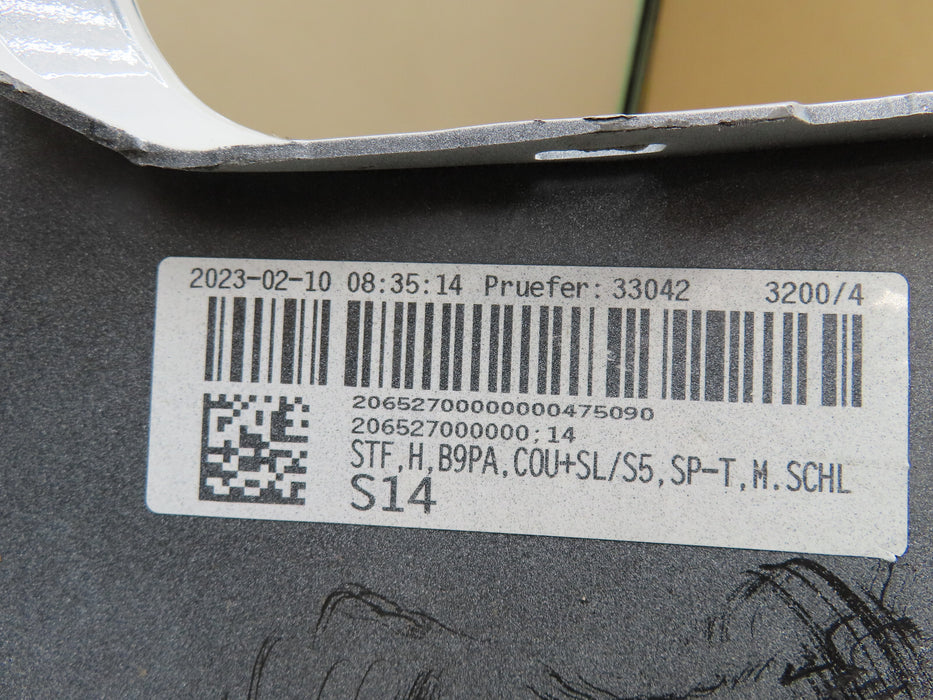 2023-02-10 08:35:14 Pruefer: 33042 3200/4
20652700000000475090
206527000000;14
STF,H,B9PA,COU+SL/S5,SP-T,M.SCHL
S14